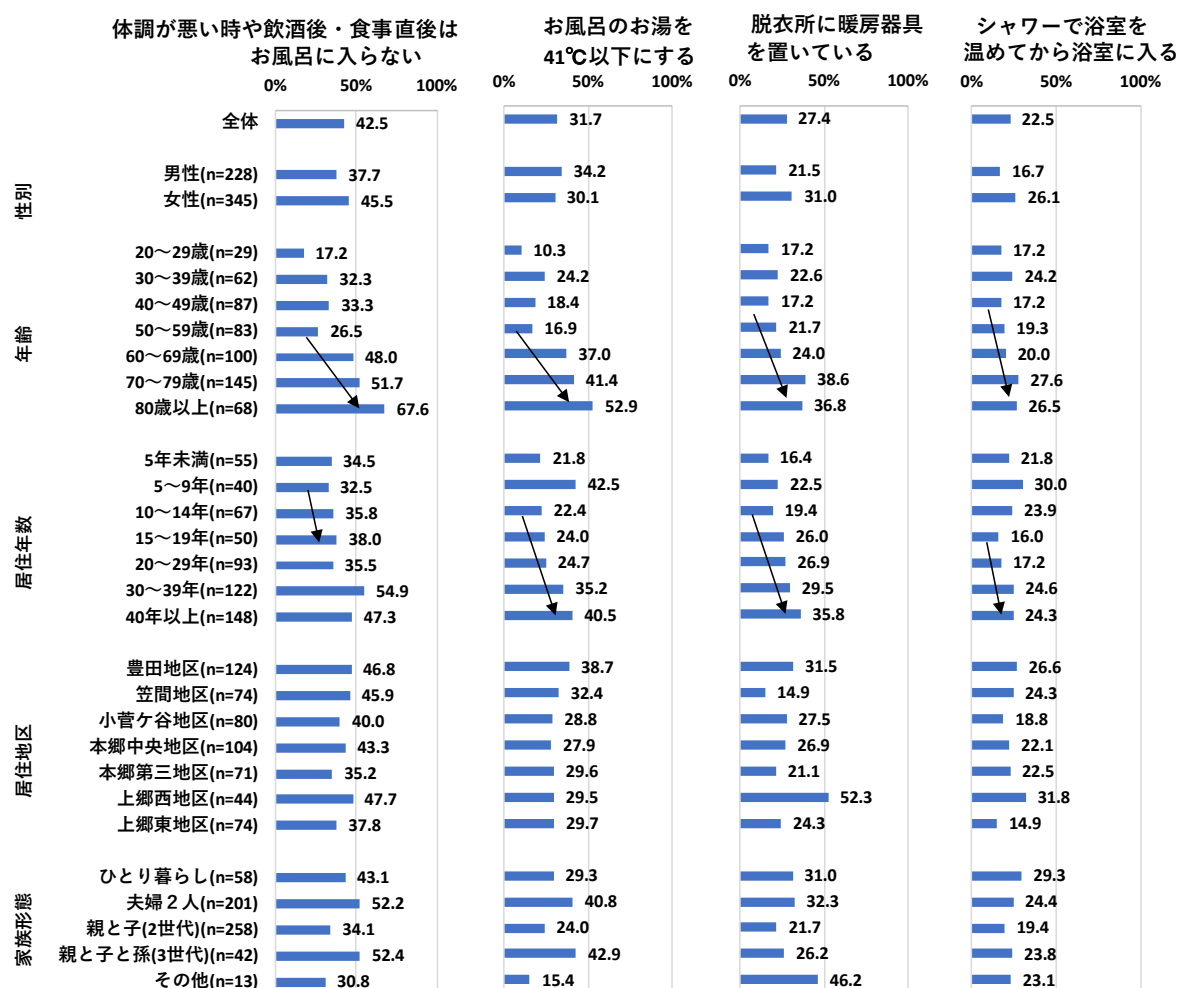 体調が悪い時や飲酒後・食事直後は
お風呂に入らない
お風呂のお湯を
41℃以下にする
脱衣所に暖房器具
を置いている
シャワーで浴室を
温めてから浴室に入る
0% 50% 100% 0% 50% 100% 0% 50% 100% 0% 50% 100%
全体 42.5 31.7 27.4 22.5
性別
男性(n=228) 37.7 34.2 21.5 16.7
女性(n=345) 45.5 30.1 31.0 26.1
年齢
20～29歳(n=29) 17.2 10.3 17.2 17.2
30～39歳(n=62) 32.3 24.2 22.6 24.2
40～49歳(n=87) 33.3 18.4 17.2 17.2
50～59歳(n=83) 26.5 16.9 21.7 19.3
60～69歳(n=100) 48.0 37.0 24.0 20.0
70～79歳(n=145) 51.7 41.4 38.6 27.6
80歳以上(n=68) 67.6 52.9 36.8 26.5
居住年数
5年未満(n=55) 34.5 21.8 16.4 21.8
5～9年(n=40) 32.5 42.5 22.5 30.0
10～14年(n=67) 35.8 22.4 19.4 23.9
15～19年(n=50) 38.0 24.0 26.0 16.0
20～29年(n=93) 35.5 24.7 26.9 17.2
30～39年(n=122) 54.9 35.2 29.5 24.6
40年以上(n=148) 47.3 40.5 35.8 24.3
居住地区
豊田地区(n=124) 46.8 38.7 31.5 26.6
笠間地区(n=74) 45.9 32.4 14.9 24.3
小菅ケ谷地区(n=80) 40.0 28.8 27.5 18.8
本郷中央地区(n=104) 43.3 27.9 26.9 22.1
本郷第三地区(n=71) 35.2 29.6 21.1 22.5
上郷西地区(n=44) 47.7 29.5 52.3 31.8
上郷東地区(n=74) 37.8 29.7 24.3 14.9
家族形態
ひとり暮らし(n=58) 43.1 29.3 31.0 29.3
夫婦２人(n=201) 52.2 40.8 32.3 24.4
親と子(2世代)(n=258) 34.1 24.0 21.7 19.4
親と子と孫(3世代)(n=42) 52.4 42.9 26.2 23.8
その他(n=13) 30.8 15.4 46.2 23.1